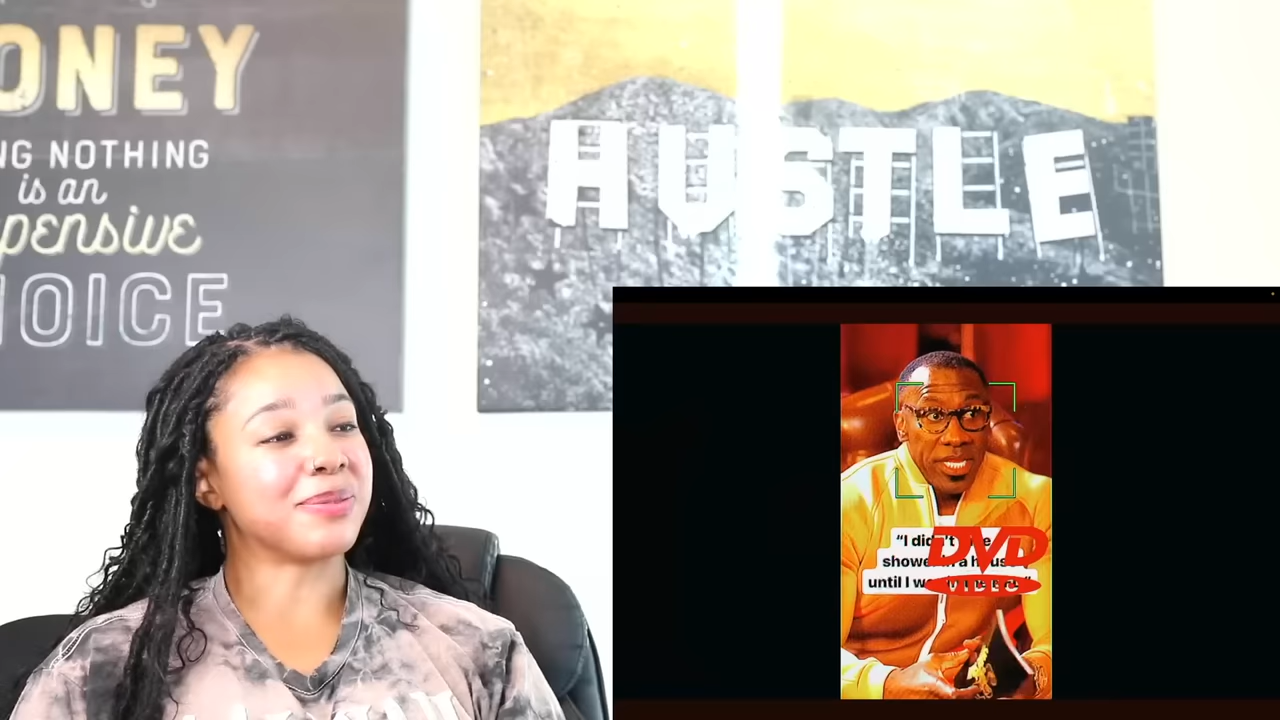 ONEY
NG NOTHING
is an
pensive
HOICE
HUSTLE
"I didn't
shower in a house
until I
DVD
VIDEO